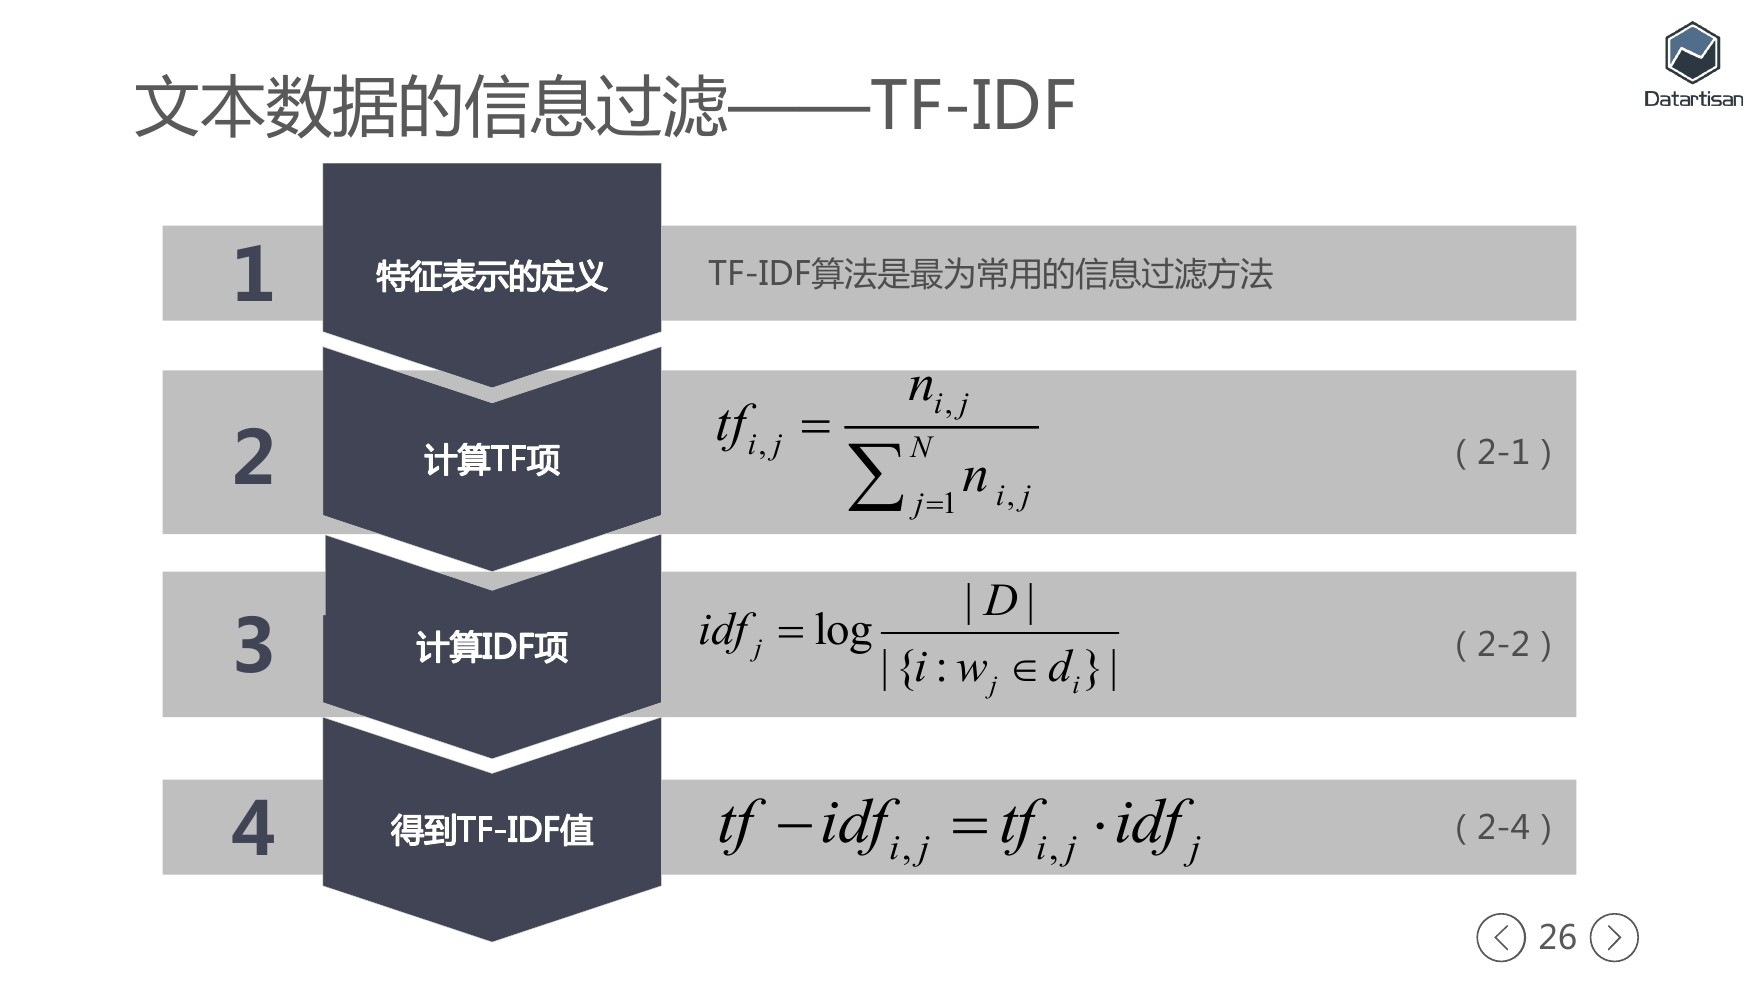 Datartisan
文本数据的信息过滤——TF-IDF
1
特征表示的定义
TF-IDF算法是最为常用的信息过滤方法
2
计算TF项
tf_{i,j} = \frac{n_{i,j}}{\sum_{j=1}^{N} n_{i,j}}
（2-1）
3
计算IDF项
idf_j = \log \frac{|D|}{|\{i : w_j \in d_i\}|}
（2-2）
4
得到TF-IDF值
tf - idf_{i,j} = tf_{i,j} \cdot idf_j
（2-4）
26